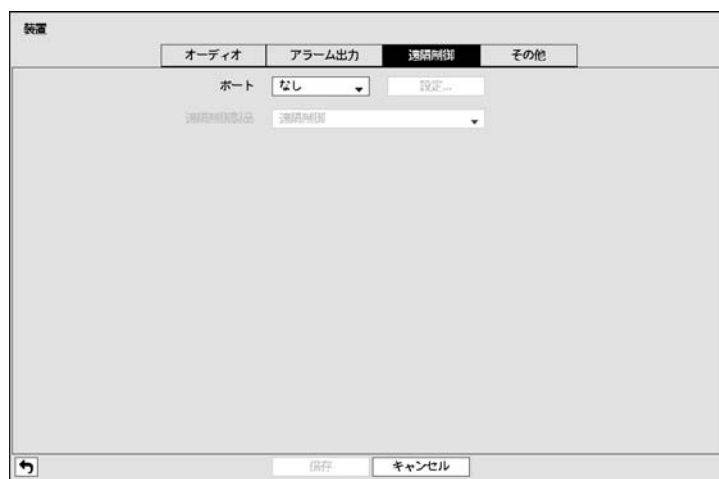 装置
オーディオ アラーム出力 遠隔制御 その他
ポート なし 設定...
遠隔制御製品 遠隔制御
保存 キャンセル